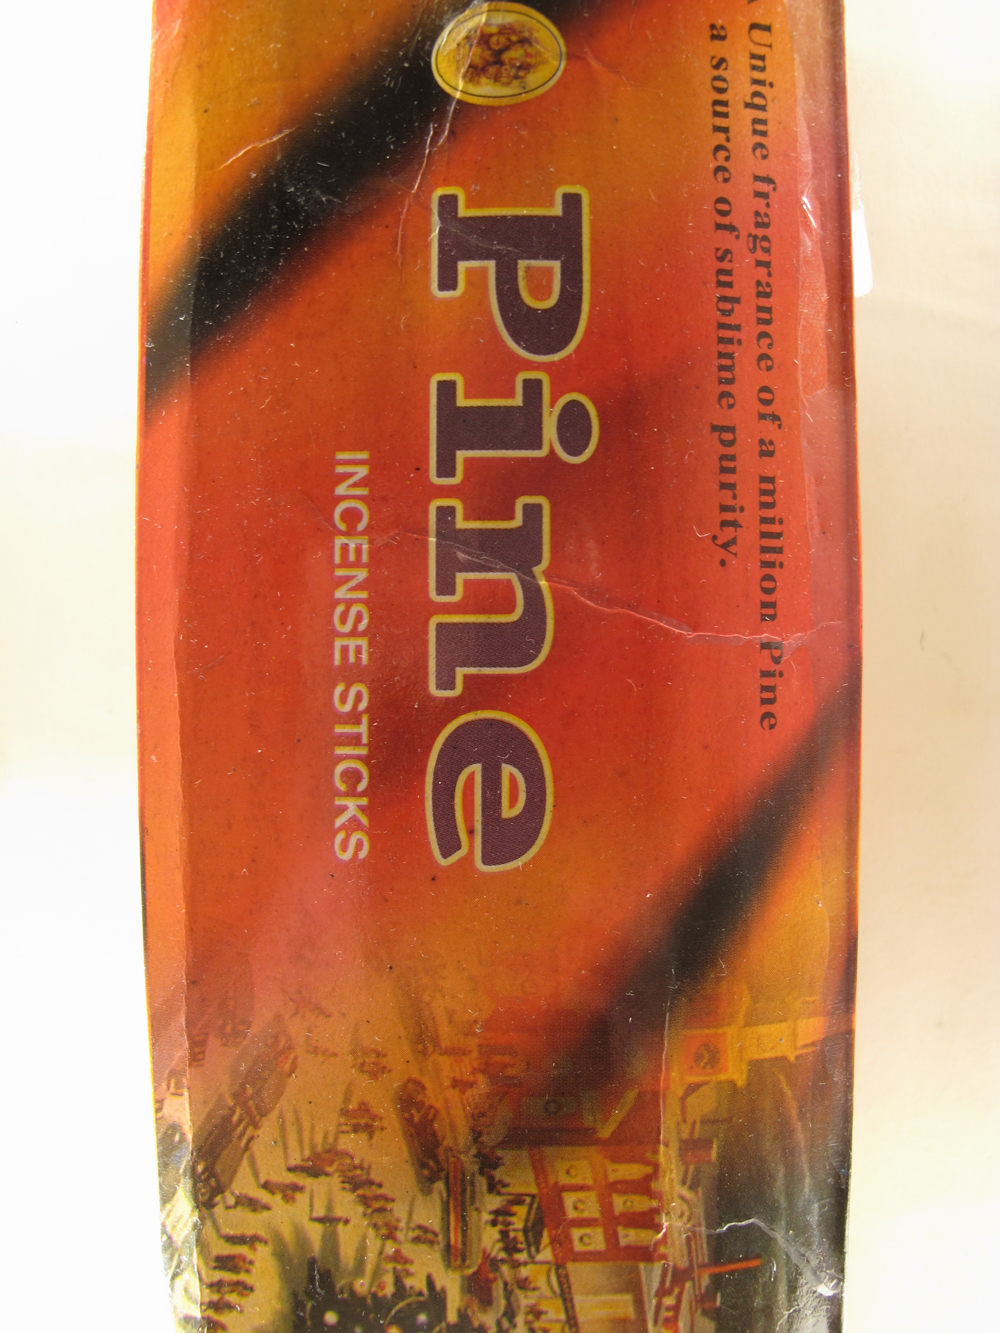 A Unique fragrance of a million Pine
a source of sublime purity.
Pine
INCENSE STICKS